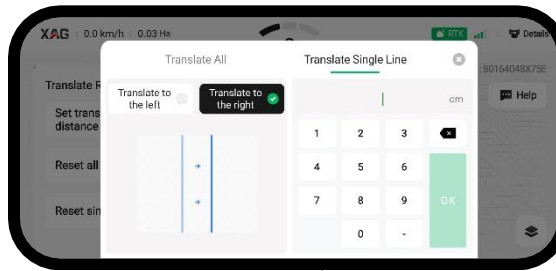 XAG 0.0 km/h 0.03 Ha RTK Details
Translate All Translate Single Line
:80164048X75E
Translate R
Translate to the left
Translate to the right
cm
Help
Set trans
distance
1 2 3
Reset all
4 5 6
7 8 9 OK
Reset sin
0 -